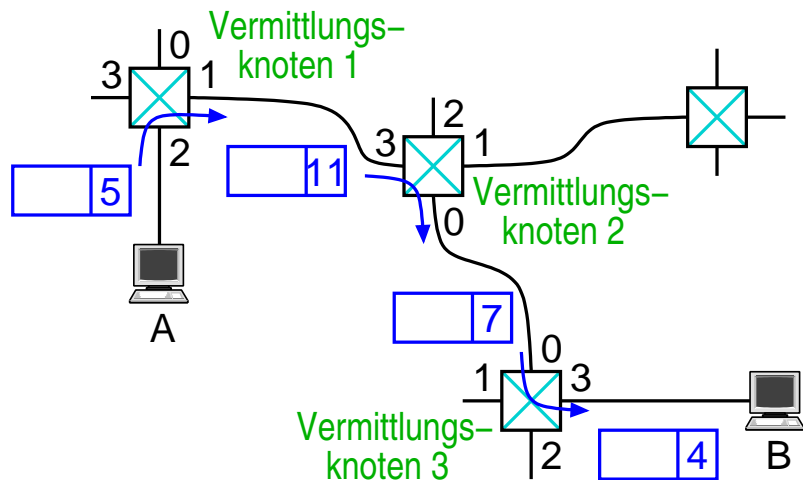 Vermittlungs–
knoten 1
0
3
1
2
5
11
2
3
1
0
Vermittlungs–
knoten 2
A
7
0
1
3
2
Vermittlungs–
knoten 3
4
B